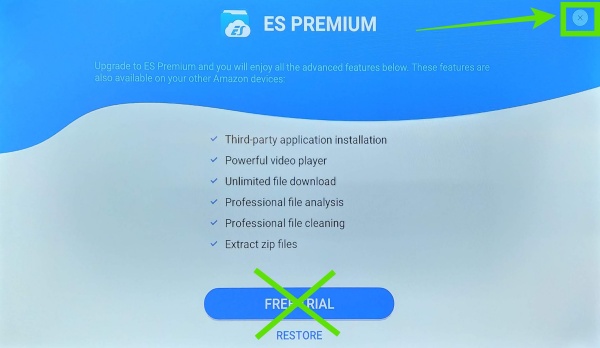 ES PREMIUM
Upgrade to ES Premium and you will enjoy all the advanced features below. These features are
also available on your other Amazon devices:
Third-party application installation
Powerful video player
Unlimited file download
Professional file analysis
Professional file cleaning
Extract zip files
FREE TRIAL
RESTORE